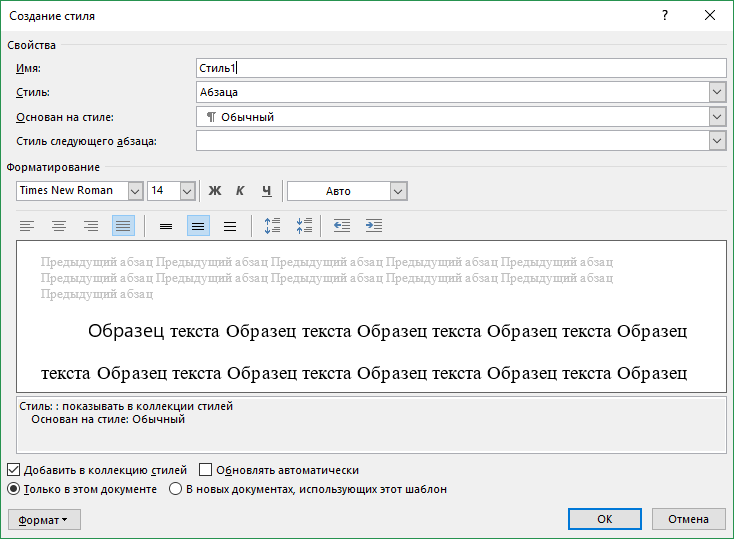 Создание стиля
?
Свойства
Имя:
Стиль1
Стиль:
Абзаца
Основан на стиле:
¶ Обычный
Стиль следующего абзаца:
Форматирование
Times New Roman 14 Ж К Ч Авто
Предыдущий абзац Предыдущий абзац Предыдущий абзац Предыдущий абзац Предыдущий абзац
Предыдущий абзац Предыдущий абзац Предыдущий абзац Предыдущий абзац Предыдущий абзац
Предыдущий абзац
Образец текста Образец текста Образец текста Образец текста Образец
текста Образец текста Образец текста Образец текста Образец текста Образец
Стиль: : показывать в коллекции стилей
Основан на стиле: Обычный
Добавить в коллекцию стилей Обновлять автоматически
Только в этом документе В новых документах, использующих этот шаблон
Формат
ОК
Отмена